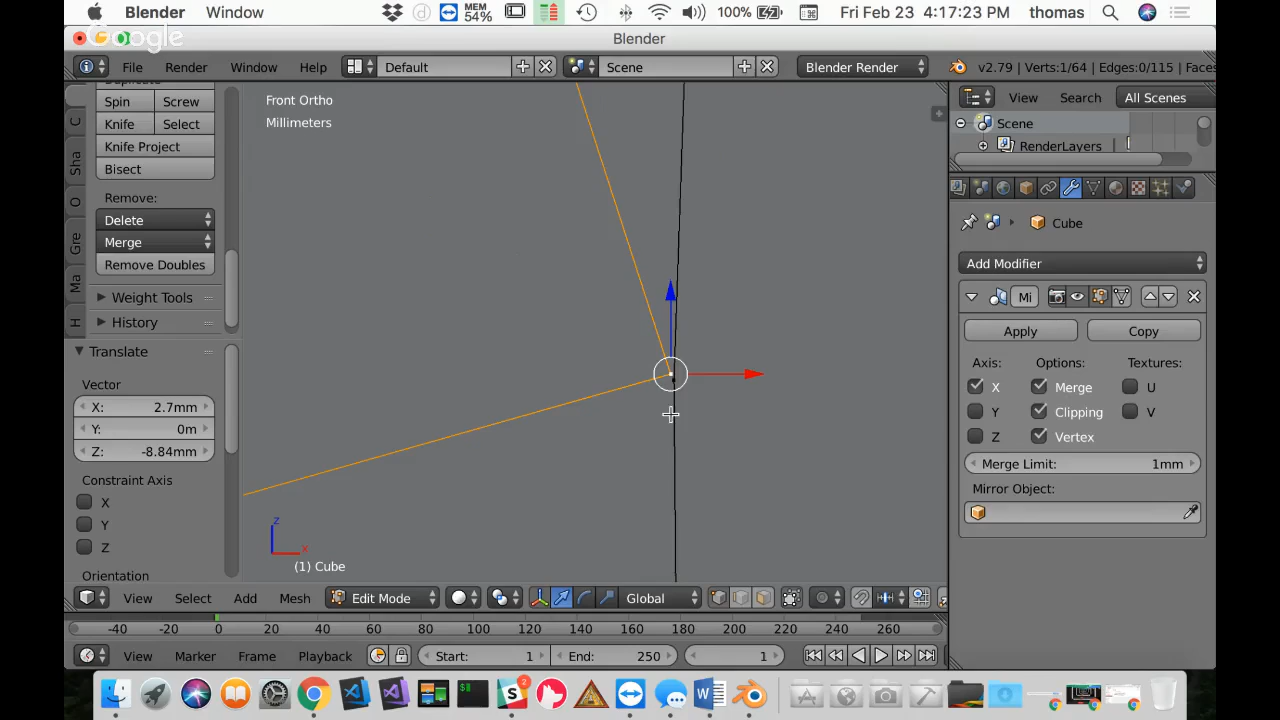 Blender Window MEM 54% 100% Fri Feb 23 4:17:23 PM thomas
Google
Blender
File Render Window Help Default Scene Blender Render v2.79 | Verts:1/64 | Edges:0/115 | Faces
Duplicate
Spin Screw
Knife Select
Knife Project
Bisect
Remove:
Delete
Merge
Remove Doubles
Weight Tools
History
Translate
Vector
X: 2.7mm
Y: 0m
Z: -8.84mm
Constraint Axis
X
Y
Z
Orientation
C
Sha
O
Gre
Ma
H
Front Ortho
Millimeters
z
x
(1) Cube
View Search All Scenes
Scene
RenderLayers
Cube
Add Modifier
Mi
Apply Copy
Axis: Options: Textures:
X Merge U
Y Clipping V
Z Vertex
Merge Limit: 1mm
Mirror Object:
View Select Add Mesh Edit Mode Global
-40 -20 0 20 40 60 80 100 120 140 160 180 200 220 240 260
View Marker Frame Playback Start: 1 End: 250 1
S 2 W